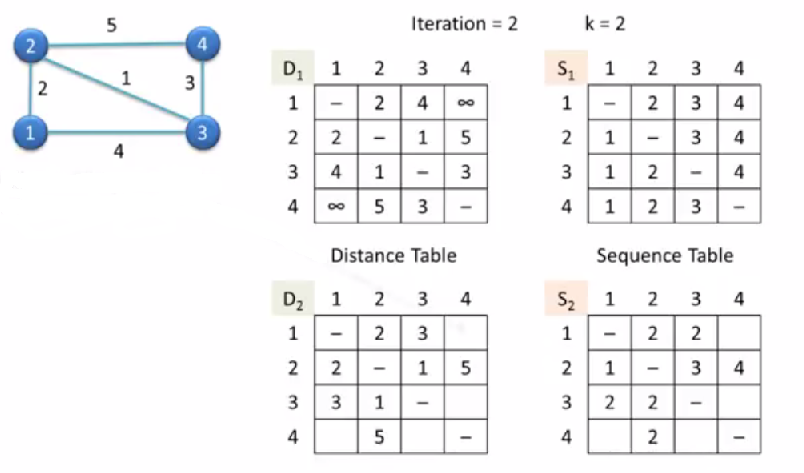 Iteration = 2 k = 2
5
2 4
2 1 3
1 3
4
D₁ 1 2 3 4
1 – 2 4 ∞
2 2 – 1 5
3 4 1 – 3
4 ∞ 5 3 –
S₁ 1 2 3 4
1 – 2 3 4
2 1 – 3 4
3 1 2 – 4
4 1 2 3 –
Distance Table
Sequence Table
D₂ 1 2 3 4
1 – 2 3
2 2 – 1 5
3 3 1 –
4 5 –
S₂ 1 2 3 4
1 – 2 2
2 1 – 3 4
3 2 2 –
4 2 –